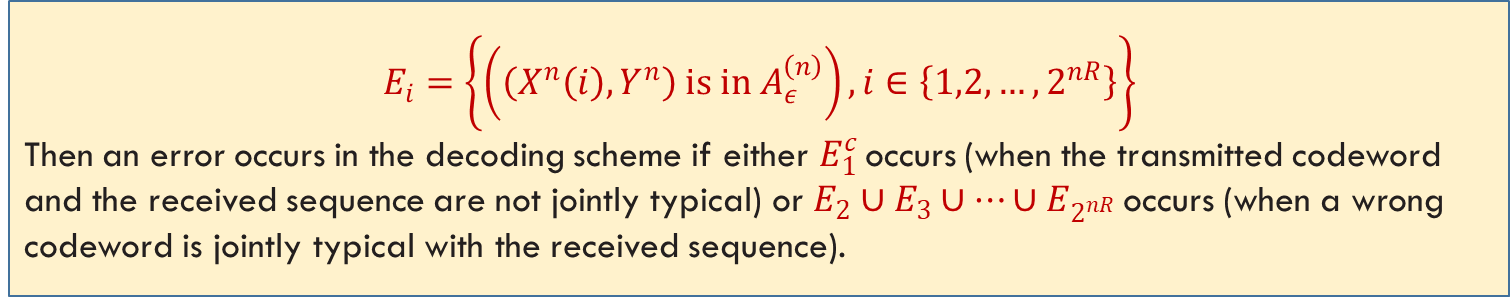 E_i = {((X^n(i), Y^n) is in A_ϵ^(n)), i ∈ {1,2, … , 2^{nR}}}
Then an error occurs in the decoding scheme if either E_1^c occurs (when the transmitted codeword
and the received sequence are not jointly typical) or E_2 ∪ E_3 ∪ ⋯ ∪ E_{2^{nR}} occurs (when a wrong
codeword is jointly typical with the received sequence).